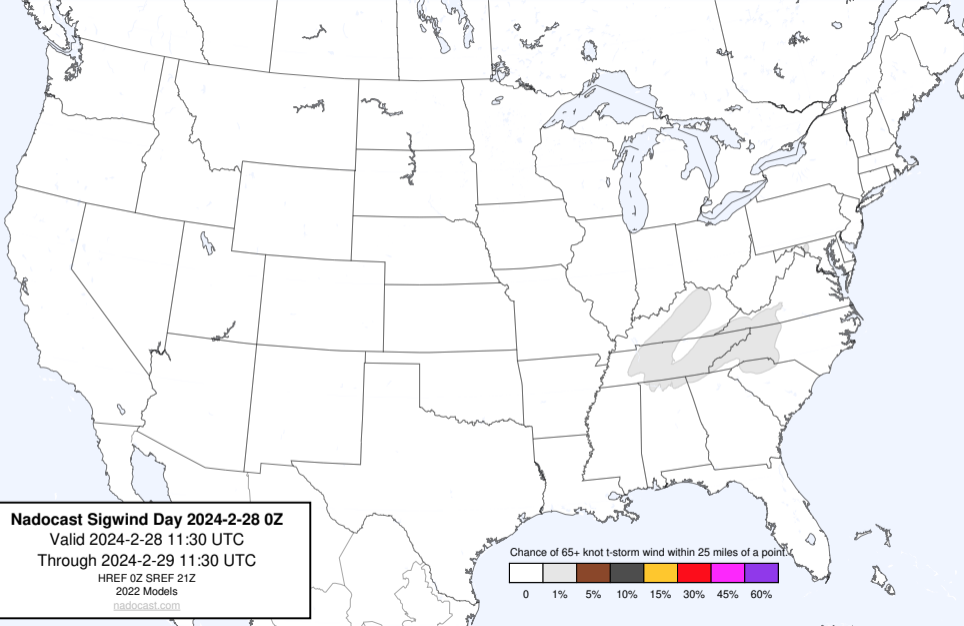 Nadocast Sigwind Day 2024-2-28 0Z
Valid 2024-2-28 11:30 UTC
Through 2024-2-29 11:30 UTC
HREF 0Z SREF 21Z
2022 Models
nadocast.com
Chance of 65+ knot t-storm wind within 25 miles of a point.
0 1% 5% 10% 15% 30% 45% 60%